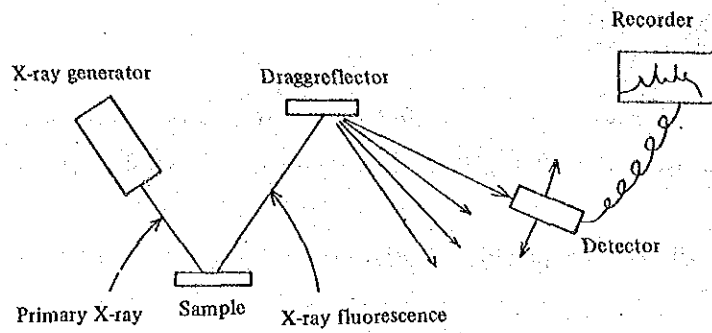 Recorder
X-ray generator
Draggreflector
Detector
Primary X-ray
Sample
X-ray fluorescence